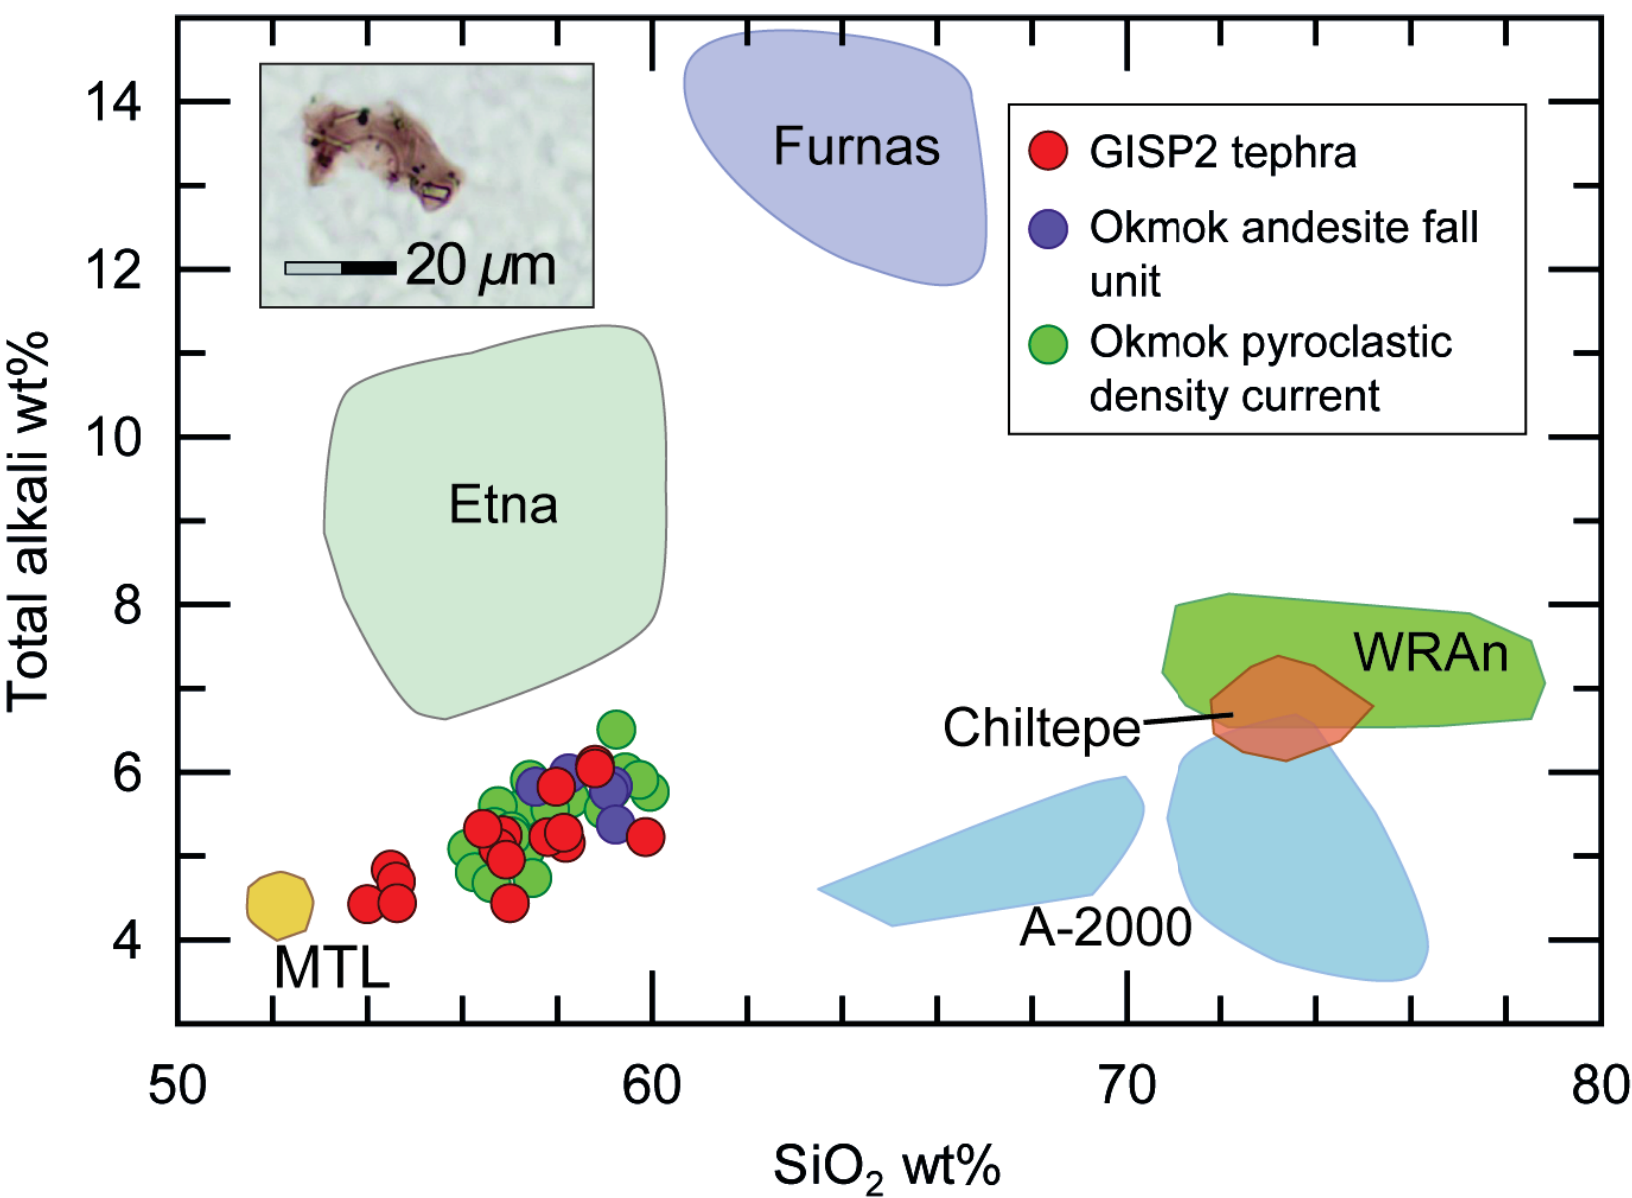 14
12
10
8
6
4
Total alkali wt%
20 µm
Furnas
GISP2 tephra
Okmok andesite fall
unit
Okmok pyroclastic
density current
Etna
WRAn
Chiltepe
A-2000
MTL
50
60
70
80
SiO₂ wt%